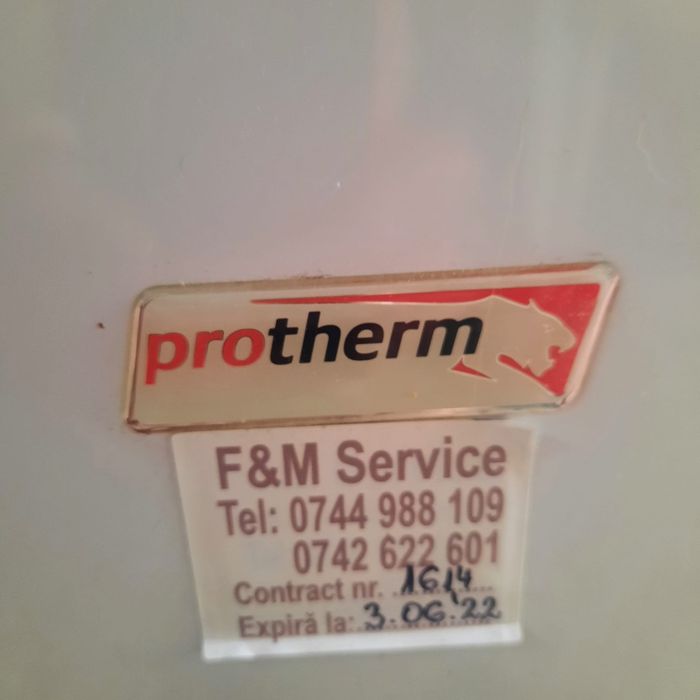 protherm
F&M Service
Tel: 0744 988 109
0742 622 601
Contract nr. 1614
Expiră la: 3.06.'22